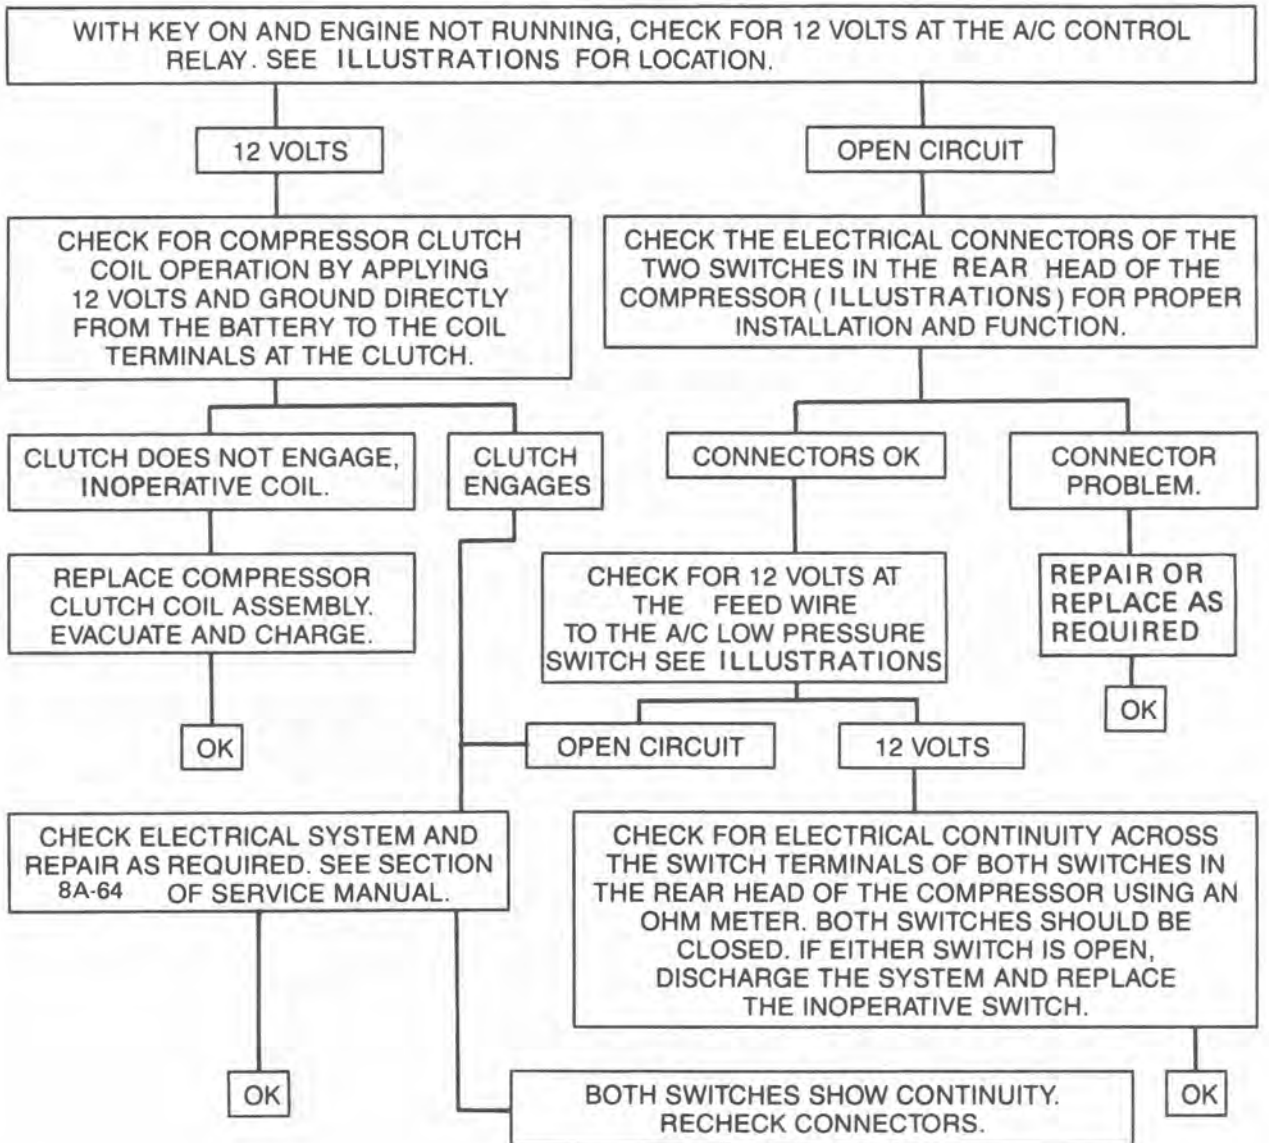 WITH KEY ON AND ENGINE NOT RUNNING, CHECK FOR 12 VOLTS AT THE A/C CONTROL
RELAY. SEE ILLUSTRATIONS FOR LOCATION.
12 VOLTS
OPEN CIRCUIT
CHECK FOR COMPRESSOR CLUTCH
COIL OPERATION BY APPLYING
12 VOLTS AND GROUND DIRECTLY
FROM THE BATTERY TO THE COIL
TERMINALS AT THE CLUTCH.
CHECK THE ELECTRICAL CONNECTORS OF THE
TWO SWITCHES IN THE REAR HEAD OF THE
COMPRESSOR (ILLUSTRATIONS) FOR PROPER
INSTALLATION AND FUNCTION.
CLUTCH DOES NOT ENGAGE,
INOPERATIVE COIL.
CLUTCH
ENGAGES
CONNECTORS OK
CONNECTOR
PROBLEM.
REPLACE COMPRESSOR
CLUTCH COIL ASSEMBLY.
EVACUATE AND CHARGE.
CHECK FOR 12 VOLTS AT
THE FEED WIRE
TO THE A/C LOW PRESSURE
SWITCH SEE ILLUSTRATIONS
REPAIR OR
REPLACE AS
REQUIRED
OK
OK
OPEN CIRCUIT
12 VOLTS
CHECK ELECTRICAL SYSTEM AND
REPAIR AS REQUIRED. SEE SECTION
8A-64 OF SERVICE MANUAL.
CHECK FOR ELECTRICAL CONTINUITY ACROSS
THE SWITCH TERMINALS OF BOTH SWITCHES IN
THE REAR HEAD OF THE COMPRESSOR USING AN
OHM METER. BOTH SWITCHES SHOULD BE
CLOSED. IF EITHER SWITCH IS OPEN,
DISCHARGE THE SYSTEM AND REPLACE
THE INOPERATIVE SWITCH.
OK
BOTH SWITCHES SHOW CONTINUITY.
RECHECK CONNECTORS.
OK